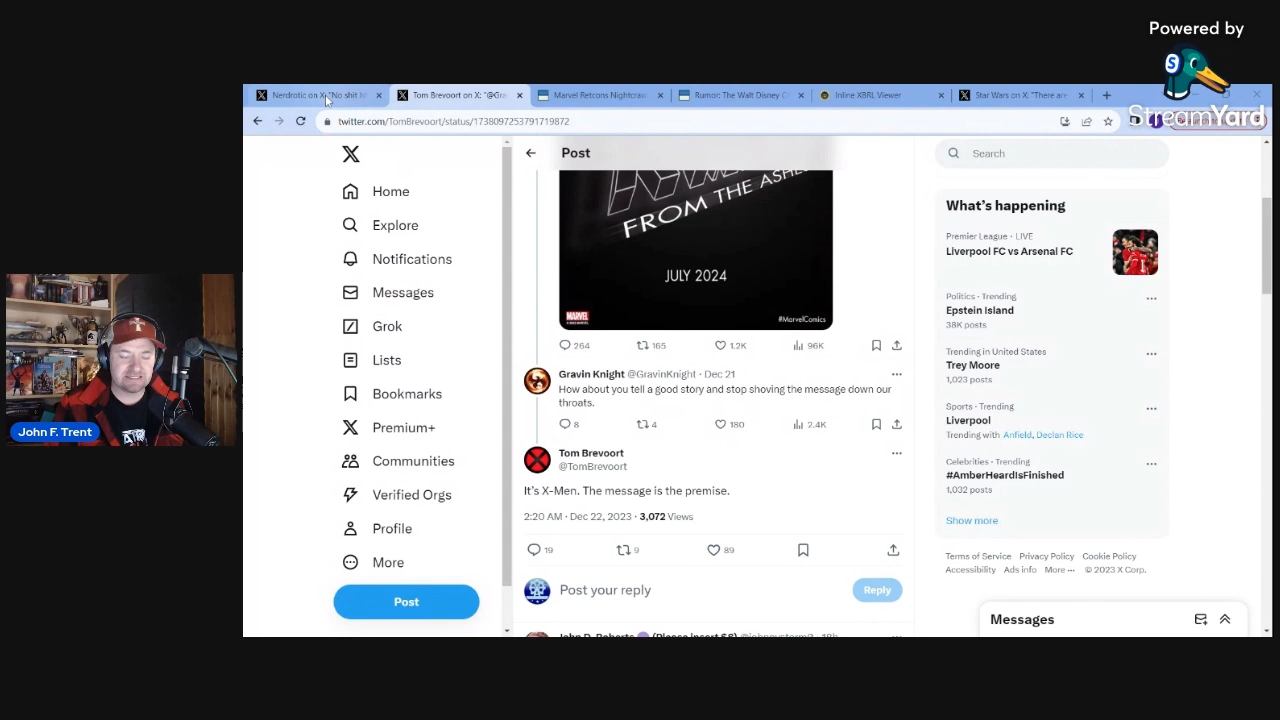 Powered by
S
StreamYard
Nerdrotic on X: "No shit
Tom Brevoort on X: "@Gra
Marvel Retcons Nightcraw
Rumor: The Walt Disney C
Inline XBRL Viewer
Star Wars on X: "There are
twitter.com/TomBrevoort/status/1738097253791719872
Post
Search
Home
Explore
Notifications
Messages
Grok
Lists
Bookmarks
Premium+
Communities
Verified Orgs
Profile
More
Post
FROM THE ASHES
JULY 2024
MARVEL
#MarvelComics
264 165 1.2K 96K
Gravin Knight @GravinKnight · Dec 21
How about you tell a good story and stop shoving the message down our
throats.
8 4 180 2.4K
Tom Brevoort
@TomBrevoort
It's X-Men. The message is the premise.
2:20 AM · Dec 22, 2023 · 3,072 Views
19 9 89
Post your reply
Reply
What's happening
Premier League · LIVE
Liverpool FC vs Arsenal FC
Politics · Trending
Epstein Island
38K posts
Trending in United States
Trey Moore
1,023 posts
Sports · Trending
Liverpool
Trending with Anfield, Declan Rice
Celebrities · Trending
#AmberHeardIsFinished
1,032 posts
Show more
Terms of Service Privacy Policy Cookie Policy
Accessibility Ads info More ··· © 2023 X Corp.
Messages
John F. Trent